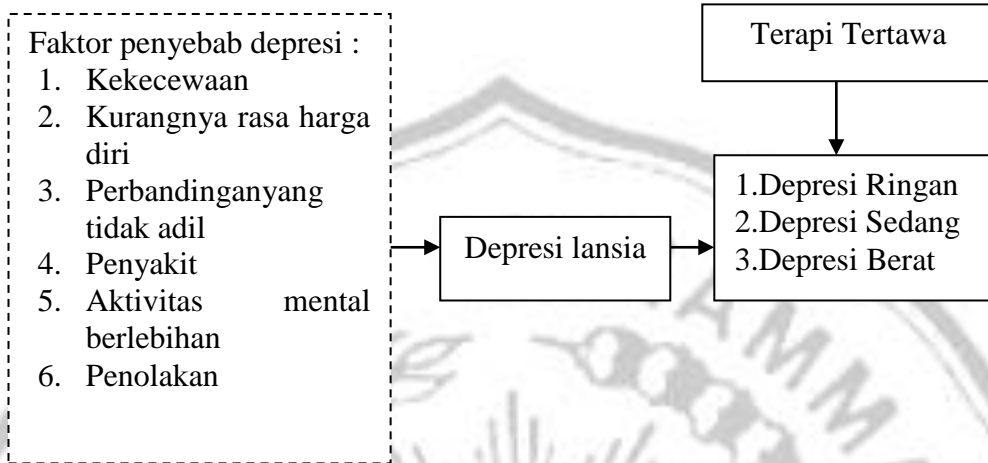 Faktor penyebab depresi :
1. Kekecewaan
2. Kurangnya rasa harga
diri
3. Perbandinganyang
tidak adil
4. Penyakit
5. Aktivitas mental
berlebihan
6. Penolakan
Terapi Tertawa
Depresi lansia
1.Depresi Ringan
2.Depresi Sedang
3.Depresi Berat